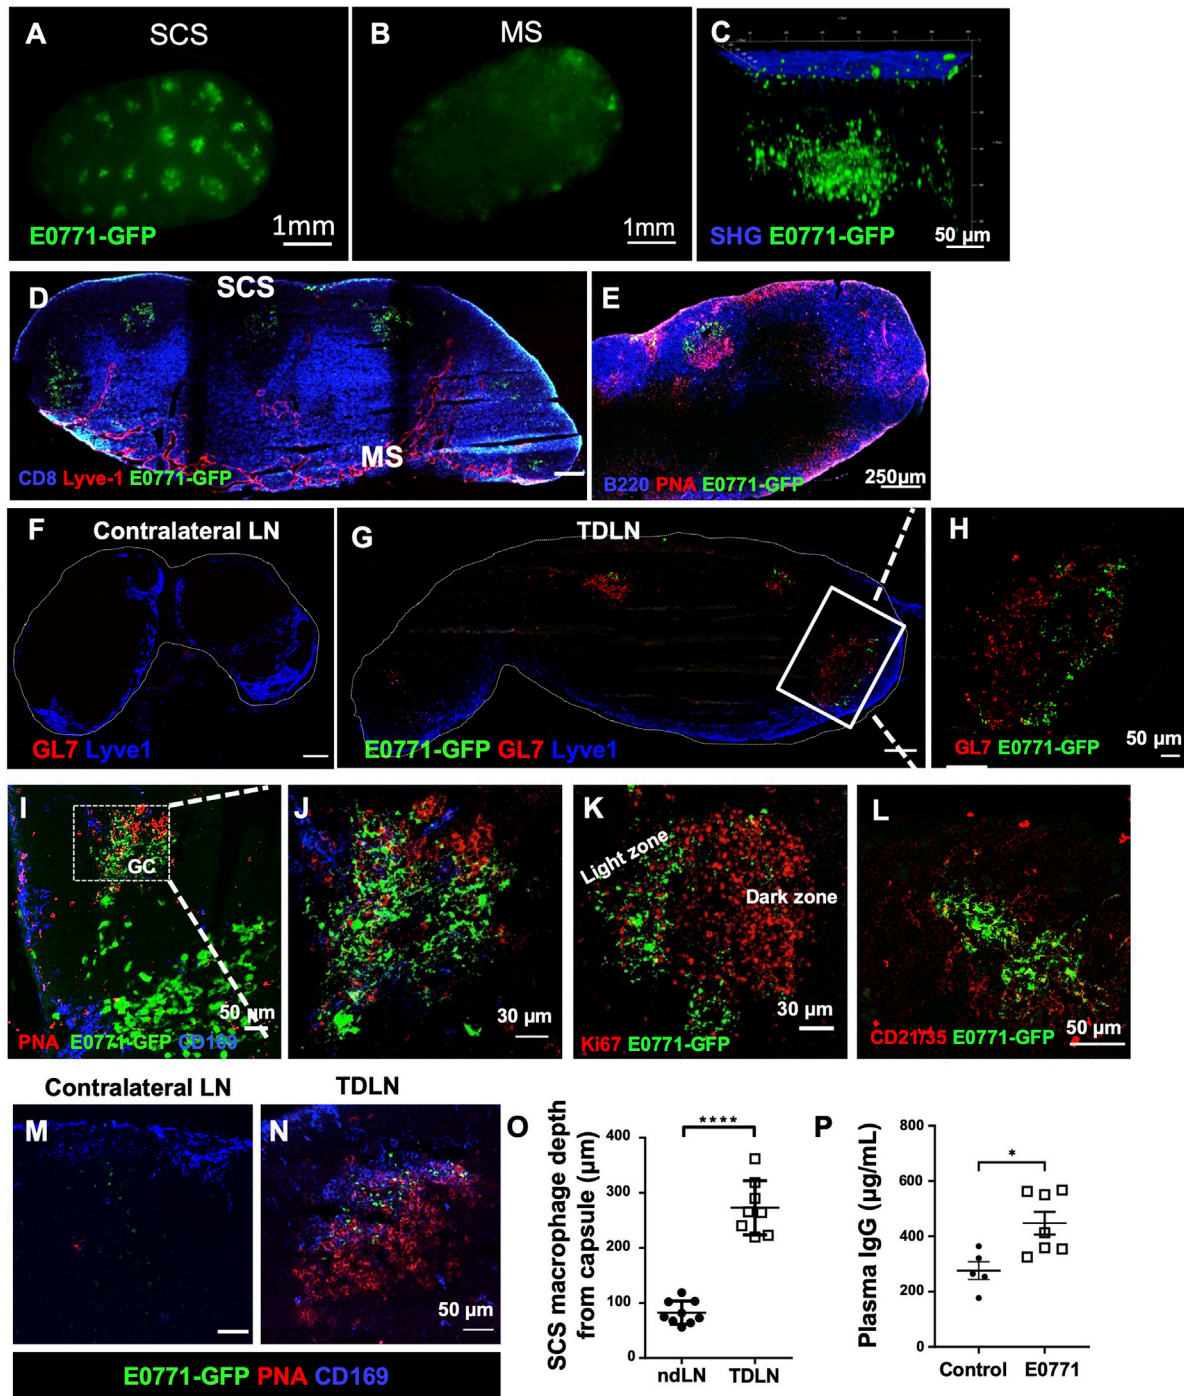 A
SCS
E0771-GFP
1mm
B
MS
1mm
C
SHG E0771-GFP
50 µm
D
SCS
MS
CD8 Lyve-1 E0771-GFP
E
B220 PNA E0771-GFP
250µm
F
Contralateral LN
GL7 Lyve1
G
TDLN
E0771-GFP GL7 Lyve1
H
GL7 E0771-GFP
50 µm
I
GC
50 µm
PNA E0771-GFP CD169
J
30 µm
K
Light zone
Dark zone
30 µm
Ki67 E0771-GFP
L
CD21/35 E0771-GFP
50 µm
Contralateral LN
M
TDLN
N
50 µm
E0771-GFP PNA CD169
O
SCS macrophage depth
from capsule (µm)
400
300
200
100
0
****
ndLN
TDLN
P
Plasma IgG (µg/mL)
800
600
400
200
0
*
Control
E0771